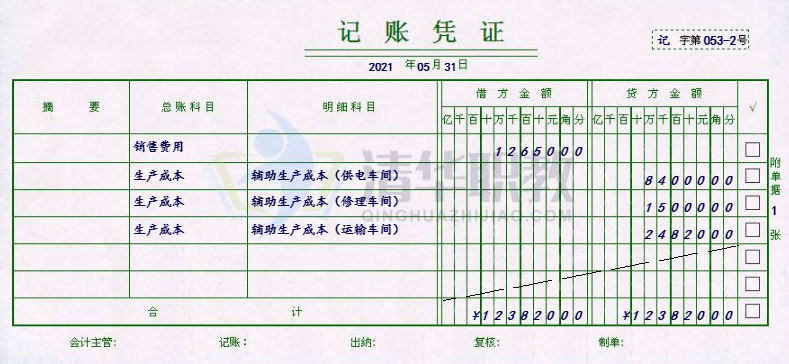 记账凭证
记 字第 053-2 号
2021 年 05 月 31 日
摘要 总账科目 明细科目 借方金额 贷方金额 √
亿千百十万千百十元角分 亿千百十万千百十元角分
销售费用 1265000
生产成本 辅助生产成本（供电车间） 8400000
生产成本 辅助生产成本（修理车间） 1500000
生产成本 辅助生产成本（运输车间） 2482000
合计 ¥12382000 ¥12382000
附单据 1 张
会计主管: 记账: 出纳: 复核: 制单:
清华职教
QINGHUAZHIJIAO.COM